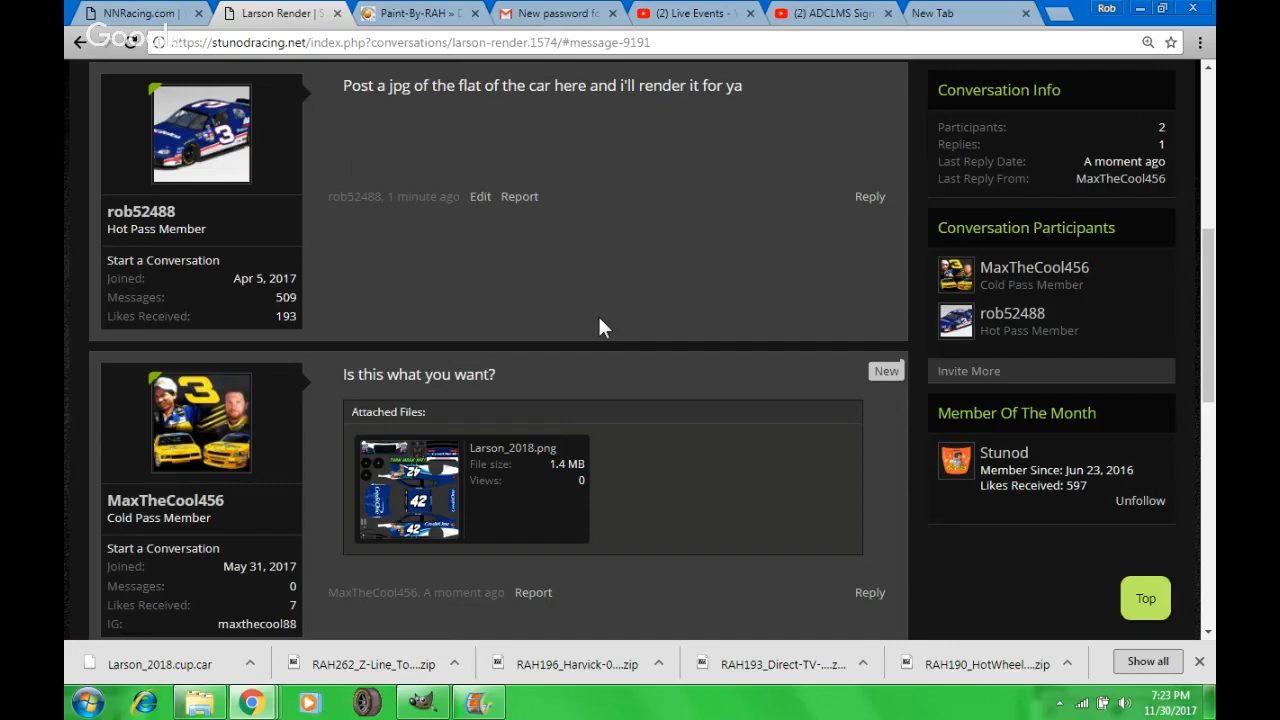 NNRacing.com |
Larson Render | S
Paint-By-RAH » D
New password fo
(2) Live Events - Y
(2) ADCLMS Sign
New Tab
Rob
https://stunodracing.net/index.php?conversations/larson-render.1574/#message-9191
Post a jpg of the flat of the car here and i'll render it for ya
rob52488, 1 minute ago Edit Report Reply
rob52488
Hot Pass Member
Start a Conversation
Joined: Apr 5, 2017
Messages: 509
Likes Received: 193
Is this what you want?
New
Attached Files:
Larson_2018.png
File size: 1.4 MB
Views: 0
42
42
MaxTheCool456
Cold Pass Member
Start a Conversation
Joined: May 31, 2017
Messages: 0
Likes Received: 7
IG: maxthecool88
MaxTheCool456, A moment ago Report Reply
Conversation Info
Participants: 2
Replies: 1
Last Reply Date: A moment ago
Last Reply From: MaxTheCool456
Conversation Participants
MaxTheCool456
Cold Pass Member
rob52488
Hot Pass Member
Invite More
Member Of The Month
Stunod
Member Since: Jun 23, 2016
Likes Received: 597
Unfollow
Top
Larson_2018.cup.car
RAH262_Z-Line_To....zip
RAH196_Harvick-0....zip
RAH193_Direct-TV-....z...
RAH190_HotWheel....zip
Show all
7:23 PM
11/30/2017